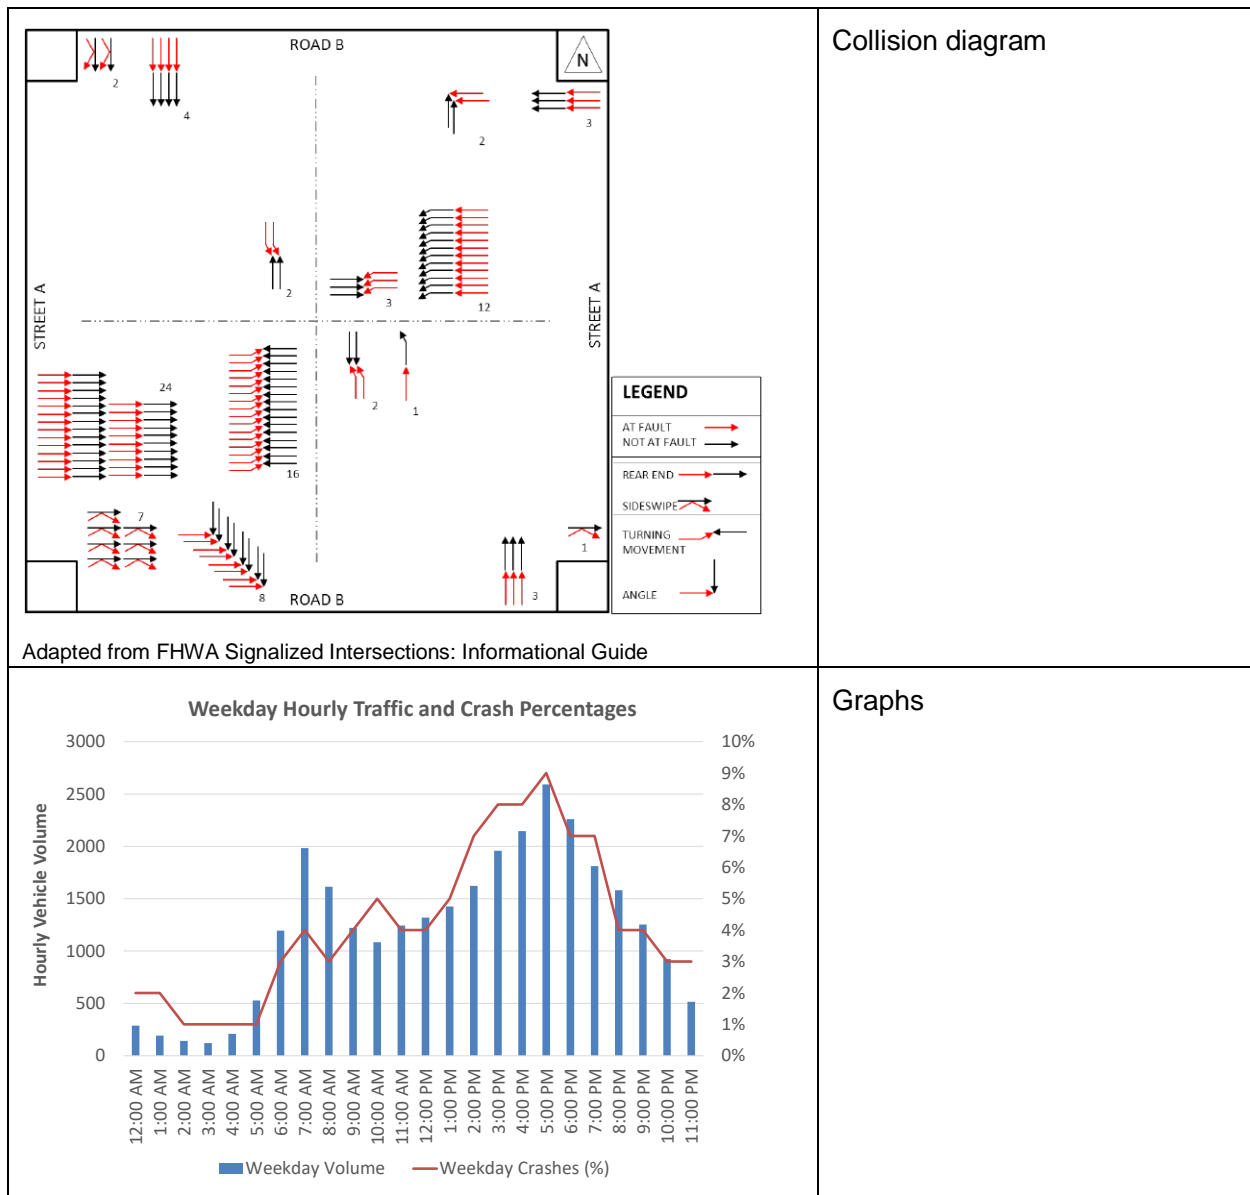 Collision diagram
ROAD B
N
2
4
2
3
2
3
12
STREET A
STREET A
24
16
2
1
7
8
3
1
ROAD B
LEGEND
AT FAULT
NOT AT FAULT
REAR END
SIDESWIPE
TURNING
MOVEMENT
ANGLE
Adapted from FHWA Signalized Intersections: Informational Guide
Graphs
Weekday Hourly Traffic and Crash Percentages
Hourly Vehicle Volume
3000
2500
2000
1500
1000
500
0
10%
9%
8%
7%
6%
5%
4%
3%
2%
1%
0%
12:00 AM
1:00 AM
2:00 AM
3:00 AM
4:00 AM
5:00 AM
6:00 AM
7:00 AM
8:00 AM
9:00 AM
10:00 AM
11:00 AM
12:00 PM
1:00 PM
2:00 PM
3:00 PM
4:00 PM
5:00 PM
6:00 PM
7:00 PM
8:00 PM
9:00 PM
10:00 PM
11:00 PM
Weekday Volume
Weekday Crashes (%)